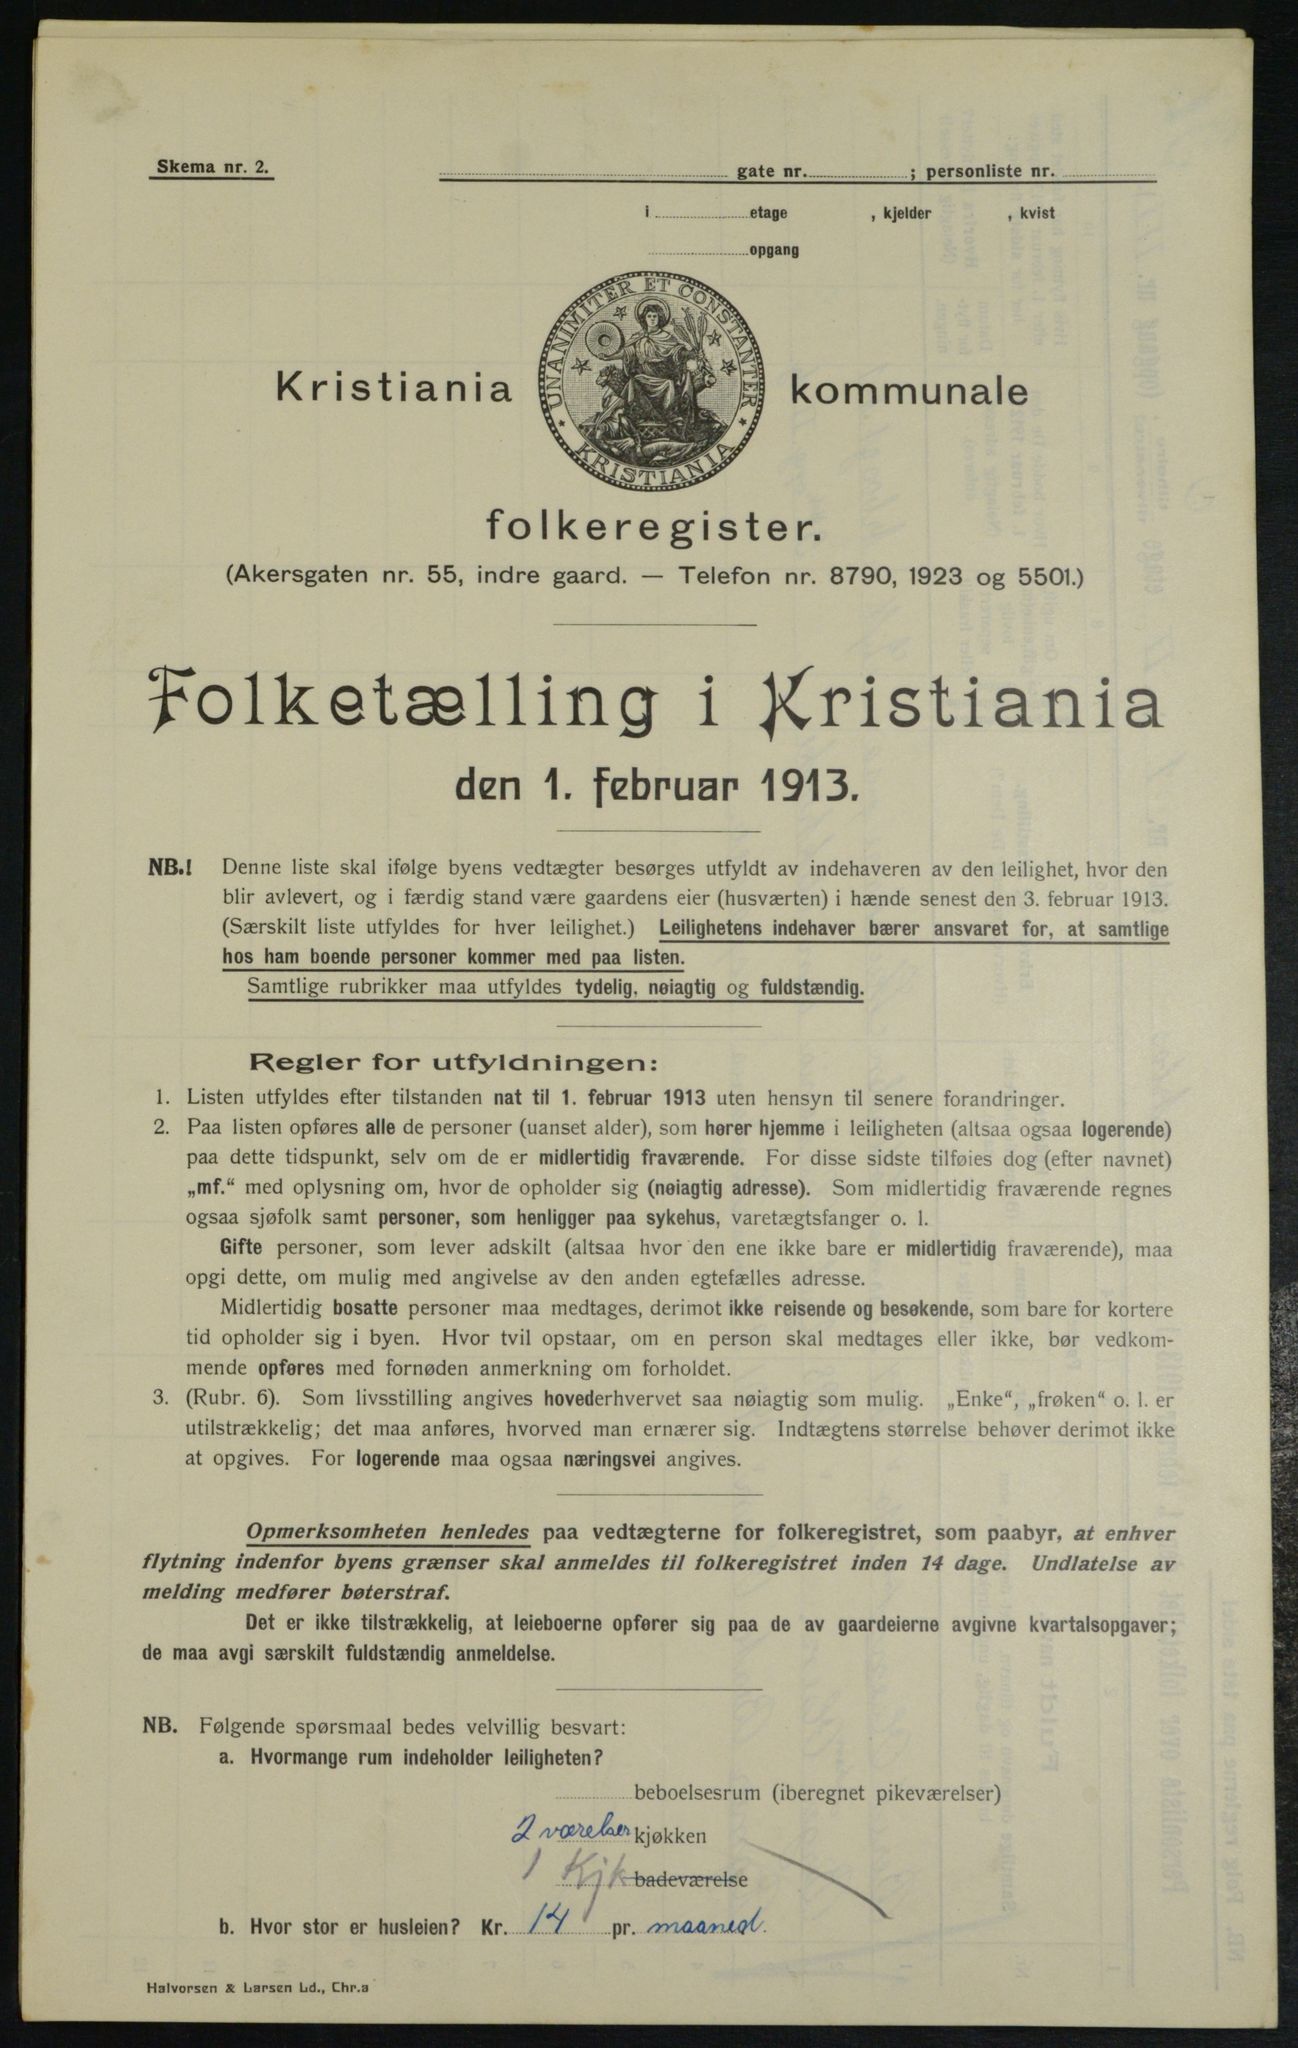 Skema nr. 2.
gate nr. ; personliste nr.
i etage , kjelder , kvist
opgang
UNANIMITER ET CONSTANTER
KRISTIANIA
Kristiania kommunale
folkeregister.
(Akersgaten nr. 55, indre gaard. — Telefon nr. 8790, 1923 og 5501.)
Folketælling i Kristiania
den 1. februar 1913.
NB.! Denne liste skal ifølge byens vedtægter besørges utfyldt av indehaveren av den leilighet, hvor den
blir avlevert, og i færdig stand være gaardens eier (husværten) i hænde senest den 3. februar 1913.
(Særskilt liste utfyldes for hver leilighet.) Leilighetens indehaver bærer ansvaret for, at samtlige
hos ham boende personer kommer med paa listen.
Samtlige rubrikker maa utfyldes tydelig, nøiagtig og fuldstændig.
Regler for utfyldningen:
1. Listen utfyldes efter tilstanden nat til 1. februar 1913 uten hensyn til senere forandringer.
2. Paa listen opføres alle de personer (uanset alder), som hører hjemme i leiligheten (altsaa ogsaa logerende)
paa dette tidspunkt, selv om de er midlertidig fraværende. For disse sidste tilføies dog (efter navnet)
„mf.“ med oplysning om, hvor de opholder sig (nøiagtig adresse). Som midlertidig fraværende regnes
ogsaa sjøfolk samt personer, som henligger paa sykehus, varetægtsfanger o. l.
Gifte personer, som lever adskilt (altsaa hvor den ene ikke bare er midlertidig fraværende), maa
opgi dette, om mulig med angivelse av den anden egtefælles adresse.
Midlertidig bosatte personer maa medtages, derimot ikke reisende og besøkende, som bare for kortere
tid opholder sig i byen. Hvor tvil opstaar, om en person skal medtages eller ikke, bør vedkom-
mende opføres med fornøden anmerkning om forholdet.
3. (Rubr. 6). Som livsstilling angives hovederhvervet saa nøiagtig som mulig. „Enke“, „frøken“ o. l. er
utilstrækkelig; det maa anføres, hvorved man ernærer sig. Indtægtens størrelse behøver derimot ikke
at opgives. For logerende maa ogsaa næringsvei angives.
Opmerksomheten henledes paa vedtægterne for folkeregistret, som paabyr, at enhver
flytning indenfor byens grænser skal anmeldes til folkeregistret inden 14 dage. Undlatelse av
melding medfører bøterstraf.
Det er ikke tilstrækkelig, at leieboerne opfører sig paa de av gaardeierne avgivne kvartalsopgaver;
de maa avgi særskilt fuldstændig anmeldelse.
NB. Følgende spørsmaal bedes velvillig besvart:
a. Hvormange rum indeholder leiligheten?
beboelsesrum (iberegnet pikeværelser)
2 værelser kjøkken
1 Kjk badeværelse
b. Hvor stor er husleien? Kr. 14 pr. maaned.
Halvorsen & Larsen Ld., Chr.a